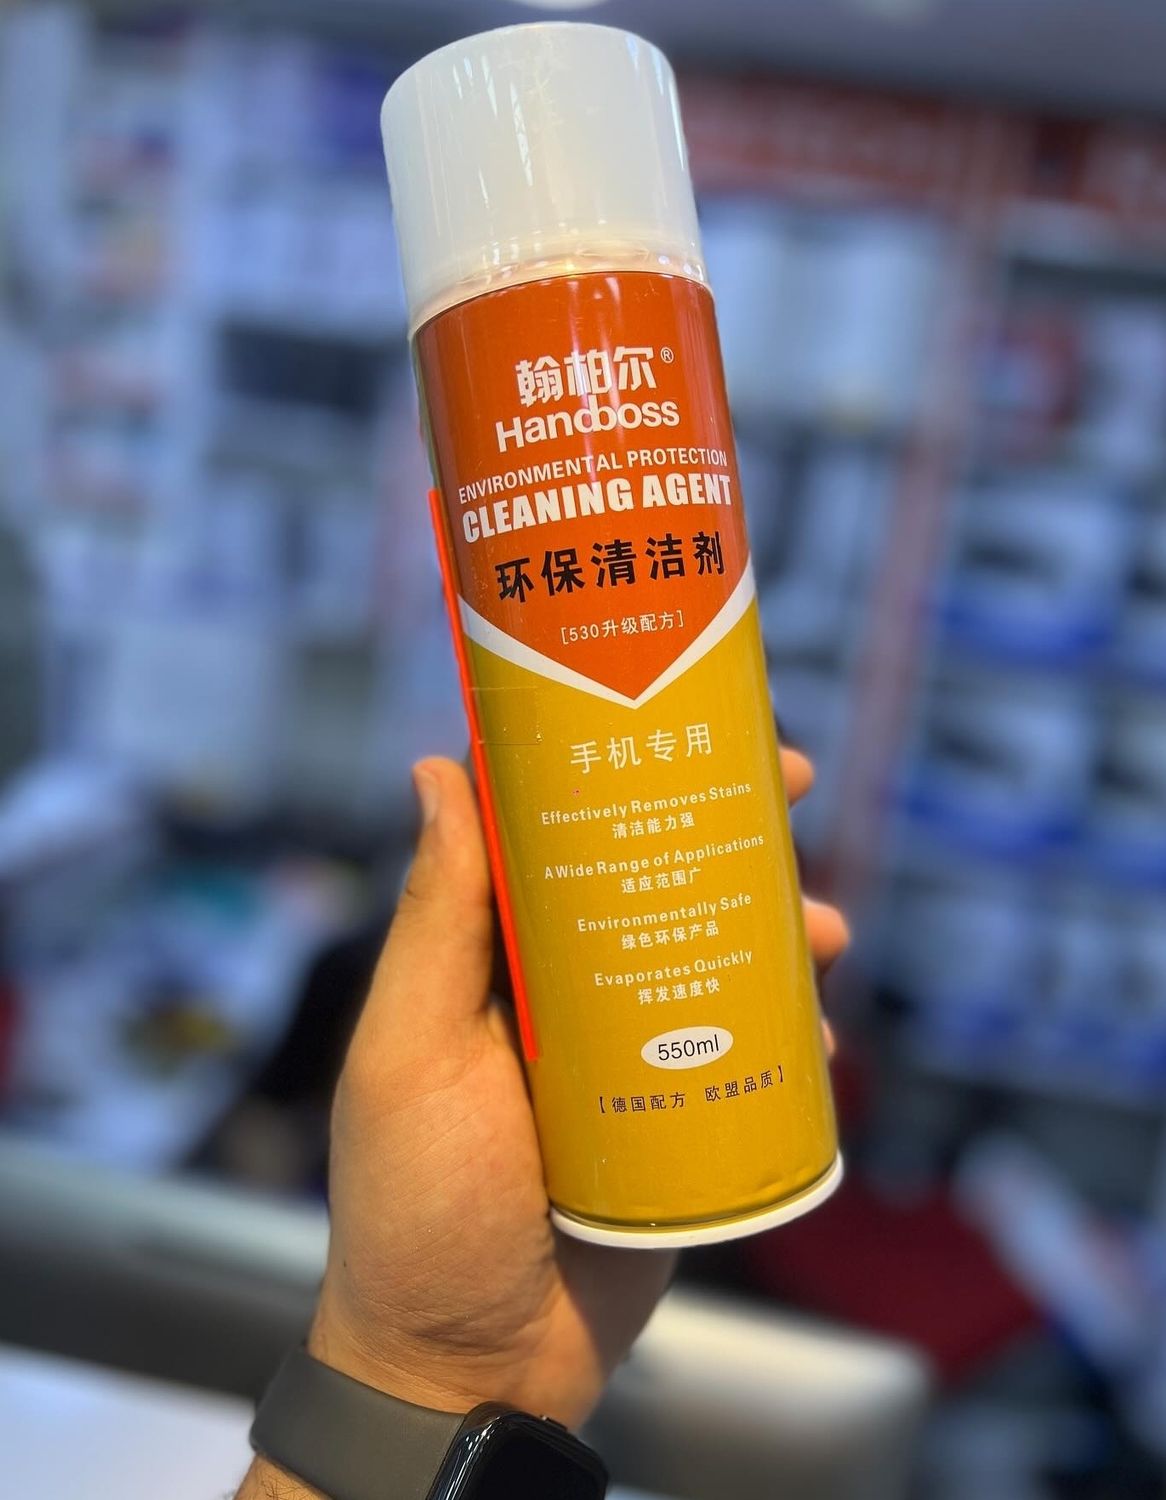 翰柏尔®
Handboss
ENVIRONMENTAL PROTECTION
CLEANING AGENT
环保清洁剂
[530升级配方]
手机专用
Effectively Removes Stains
清洁能力强
A Wide Range of Applications
适应范围广
Environmentally Safe
绿色环保产品
Evaporates Quickly
挥发速度快
550ml
【德国配方 欧盟品质】